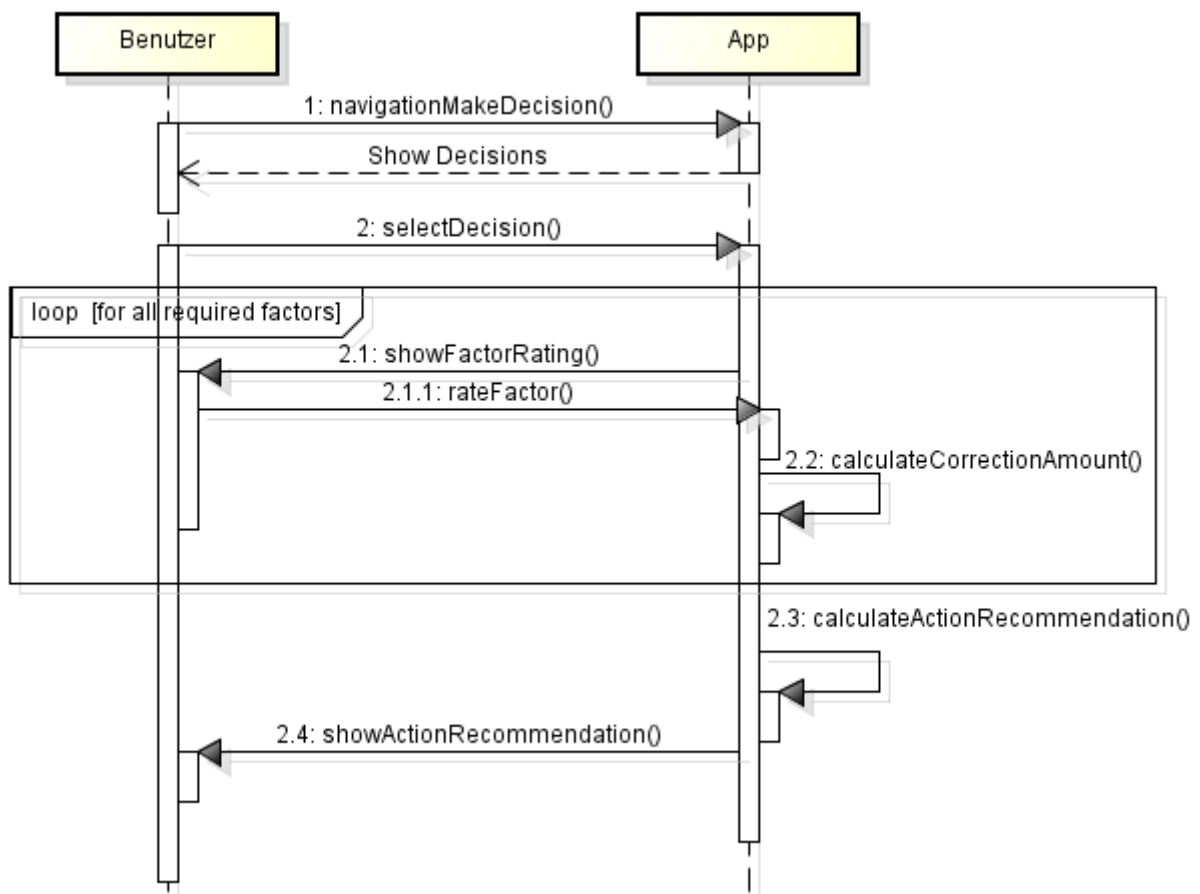 Benutzer
App
1: navigationMakeDecision()
Show Decisions
2: selectDecision()
loop [for all required factors]
2.1: showFactorRating()
2.1.1: rateFactor()
2.2: calculateCorrectionAmount()
2.3: calculateActionRecommendation()
2.4: showActionRecommendation()